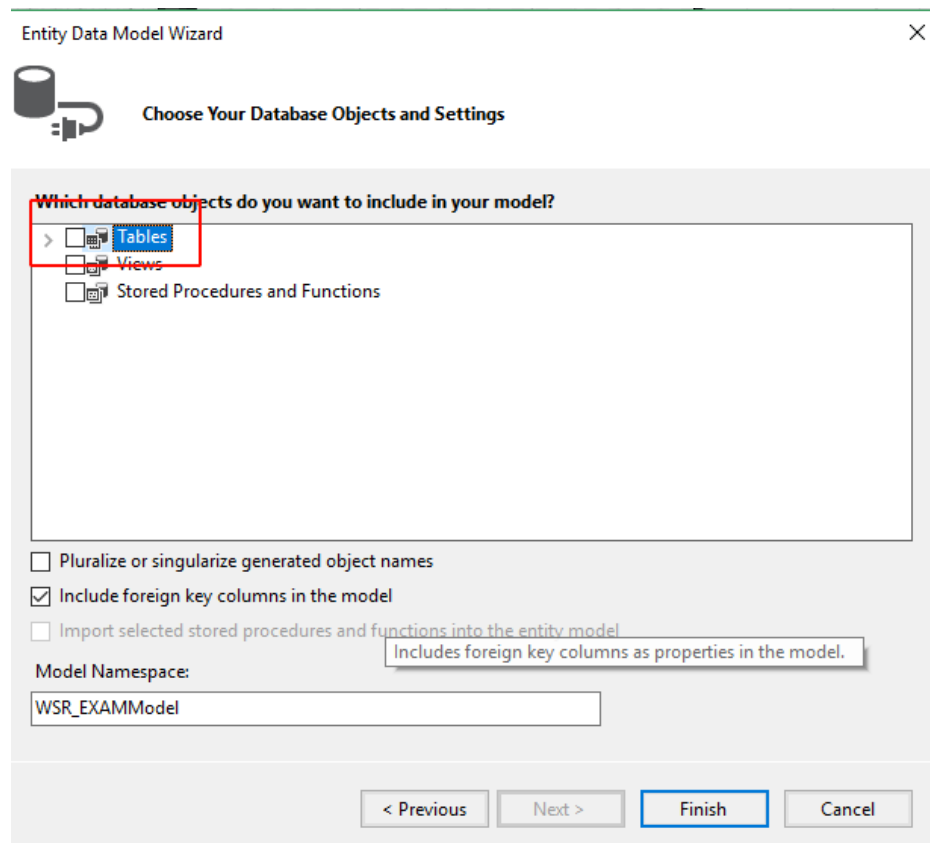 Entity Data Model Wizard
Choose Your Database Objects and Settings
Which database objects do you want to include in your model?
Tables
Views
Stored Procedures and Functions
Pluralize or singularize generated object names
Include foreign key columns in the model
Import selected stored procedures and functions into the entity model
Includes foreign key columns as properties in the model.
Model Namespace:
WSR_EXAMModel
< Previous Next > Finish Cancel